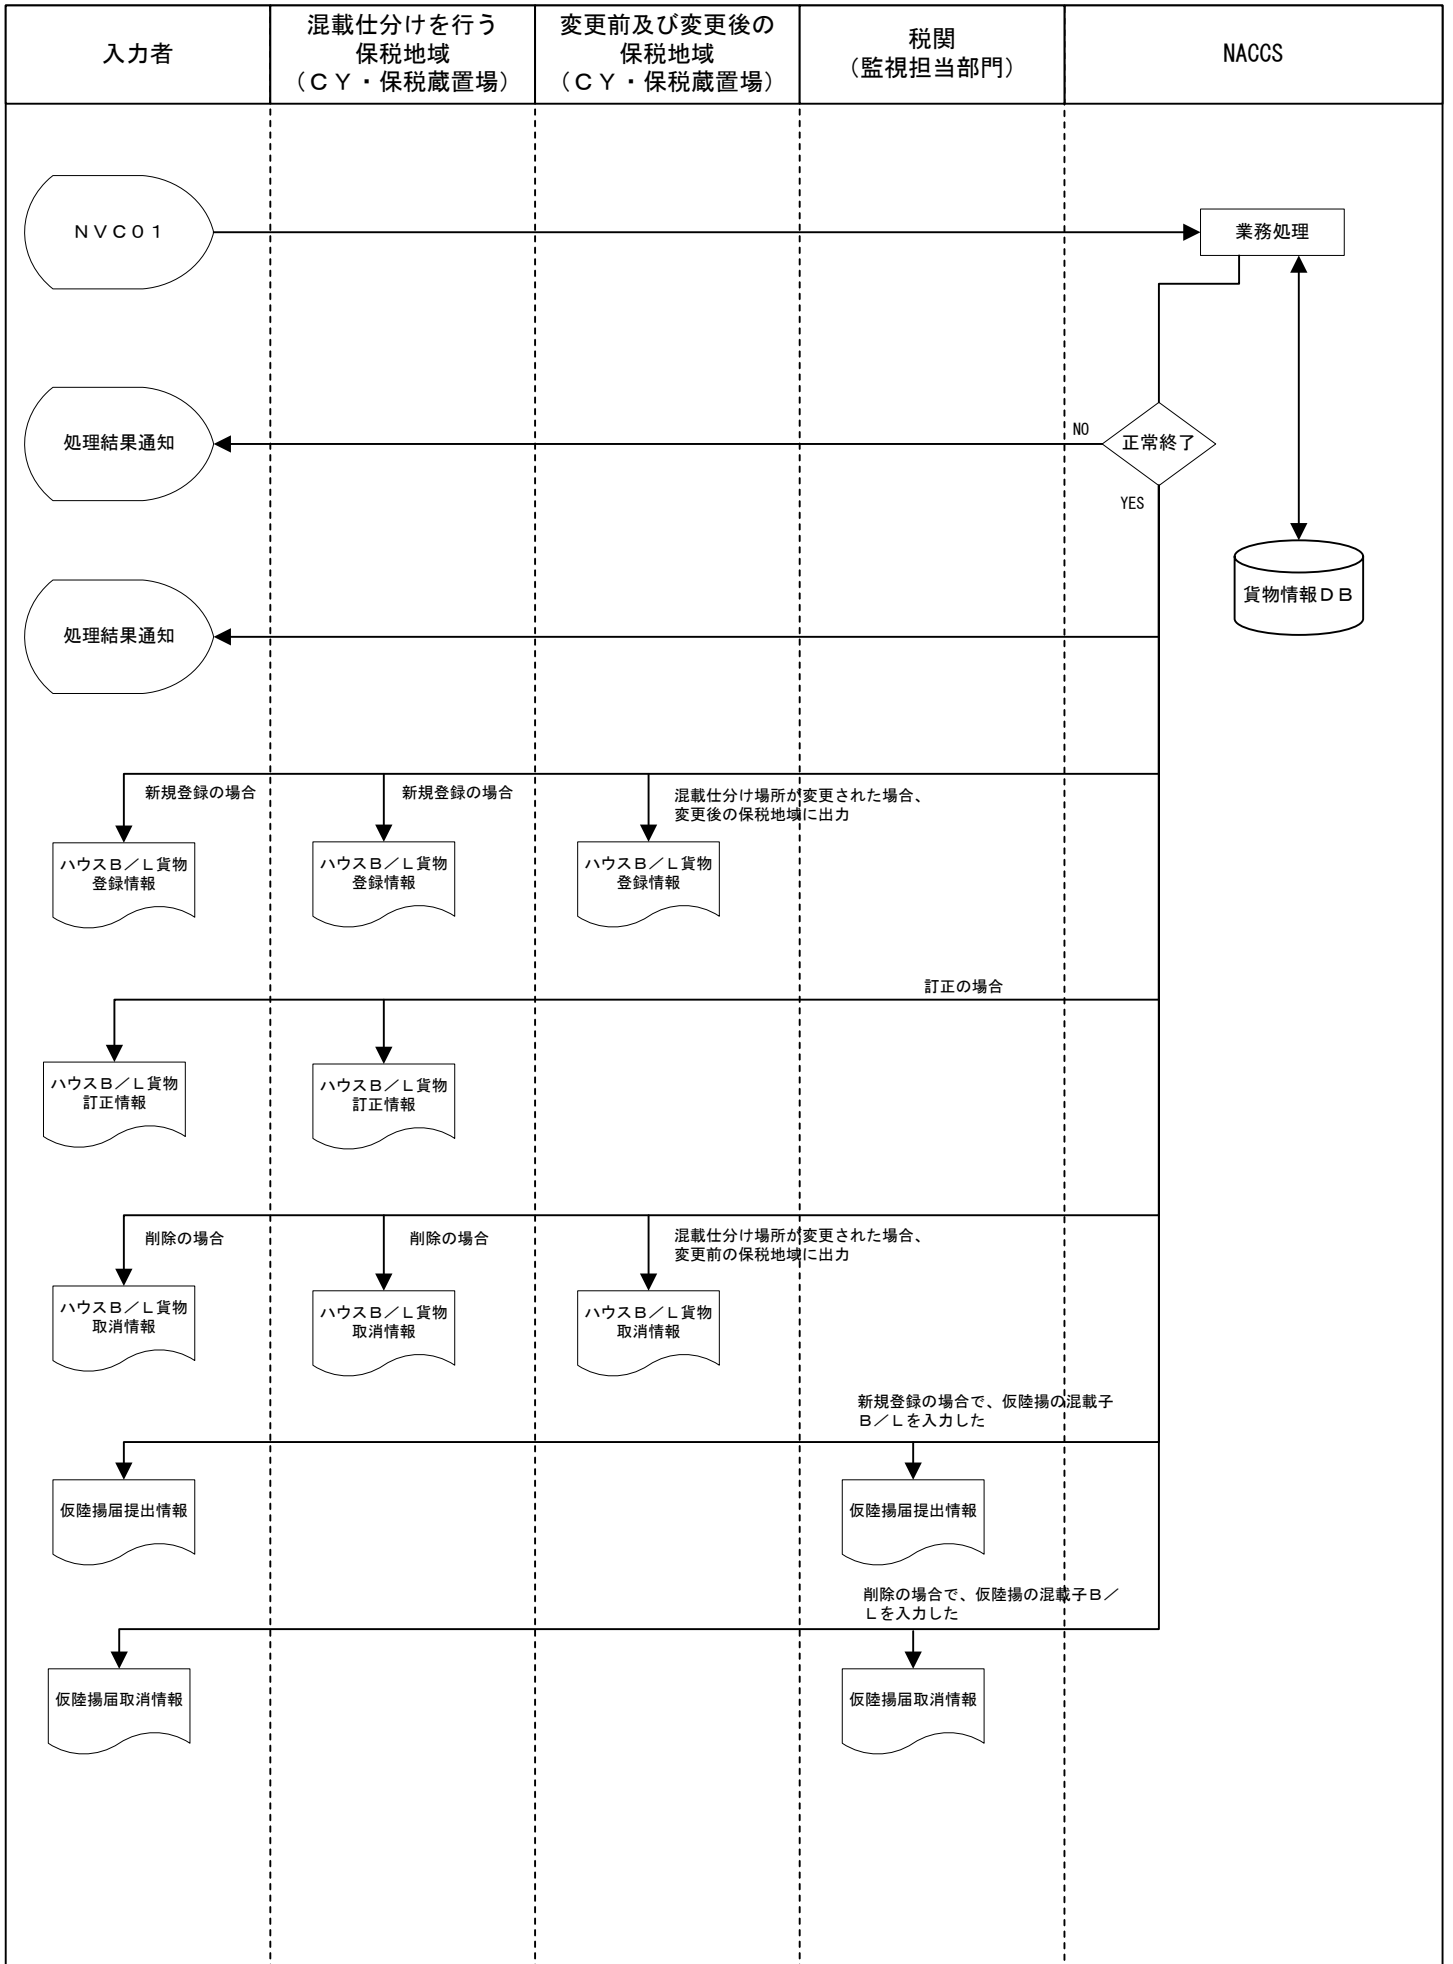 入力者
混載仕分けを行う
保税地域
（ＣＹ・保税蔵置場）
変更前及び変更後の
保税地域
（ＣＹ・保税蔵置場）
税関
（監視担当部門）
NACCS
ＮＶＣ０１
業務処理
処理結果通知
NO
正常終了
YES
貨物情報ＤＢ
処理結果通知
新規登録の場合
新規登録の場合
混載仕分け場所が変更された場合、
変更後の保税地域に出力
ハウスＢ／Ｌ貨物
登録情報
ハウスＢ／Ｌ貨物
登録情報
ハウスＢ／Ｌ貨物
登録情報
訂正の場合
ハウスＢ／Ｌ貨物
訂正情報
ハウスＢ／Ｌ貨物
訂正情報
削除の場合
削除の場合
混載仕分け場所が変更された場合、
変更前の保税地域に出力
ハウスＢ／Ｌ貨物
取消情報
ハウスＢ／Ｌ貨物
取消情報
ハウスＢ／Ｌ貨物
取消情報
新規登録の場合で、仮陸揚の混載子
Ｂ／Ｌを入力した
仮陸揚届提出情報
仮陸揚届提出情報
削除の場合で、仮陸揚の混載子Ｂ／
Ｌを入力した
仮陸揚届取消情報
仮陸揚届取消情報